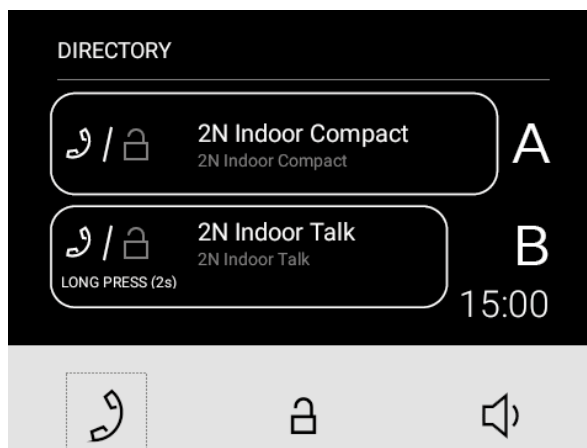 DIRECTORY
/ 2N Indoor Compact A
2N Indoor Compact
/ 2N Indoor Talk B
2N Indoor Talk
LONG PRESS (2s)
15:00